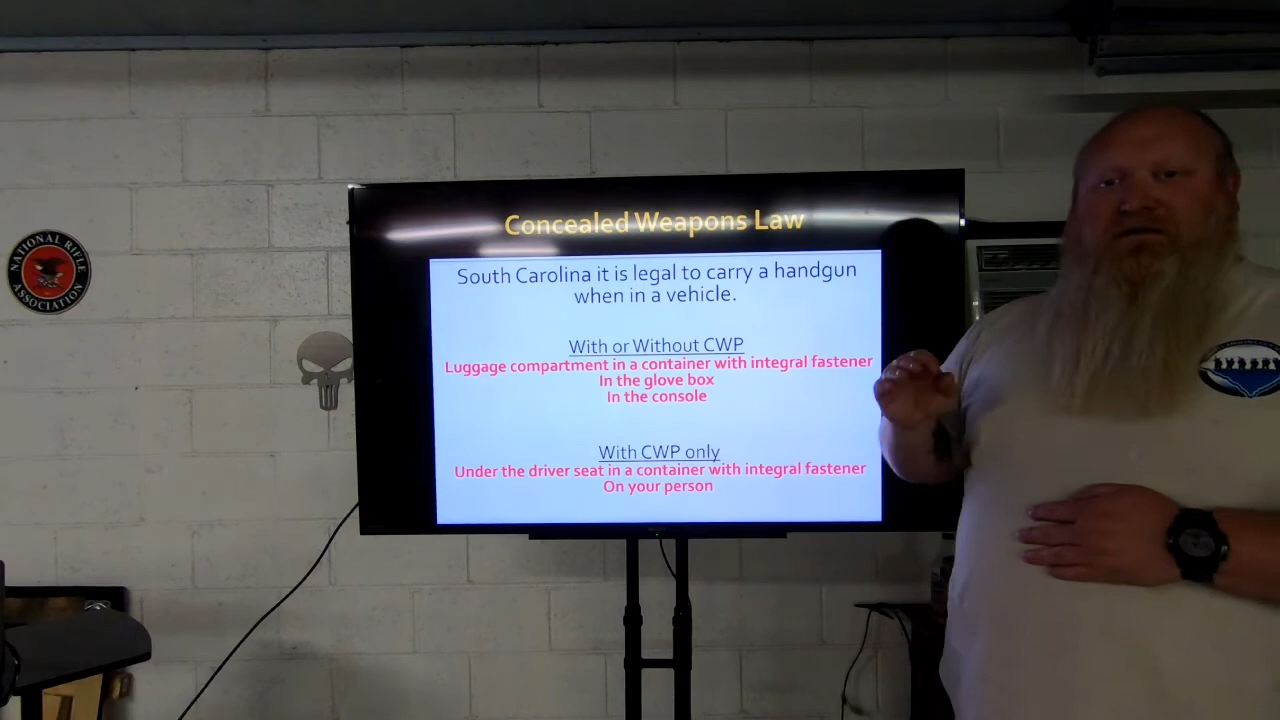 Concealed Weapons Law
South Carolina it is legal to carry a handgun
when in a vehicle.
With or Without CWP
Luggage compartment in a container with integral fastener
In the glove box
In the console
With CWP only
Under the driver seat in a container with integral fastener
On your person
NATIONAL RIFLE
ASSOCIATION